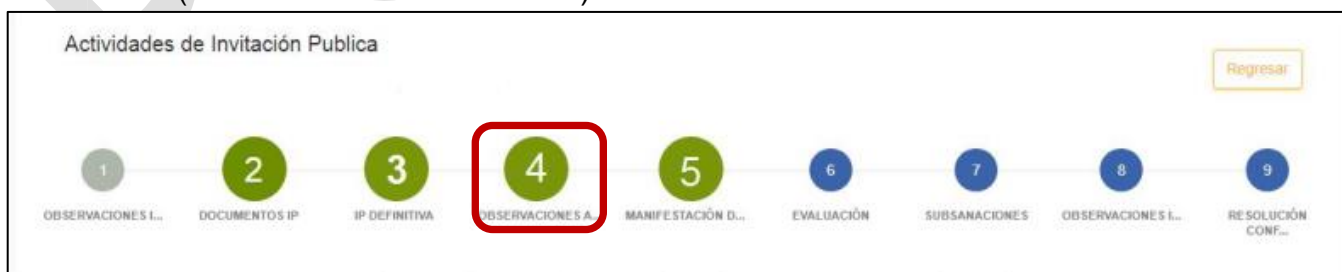 Actividades de Invitación Publica
Regresar
1 2 3 4 5 6 7 8 9
OBSERVACIONES I... DOCUMENTOS IP IP DEFINITIVA OBSERVACIONES A... MANIFESTACIÓN D... EVALUACIÓN SUBSANACIONES OBSERVACIONES I... RESOLUCIÓN
CONF...